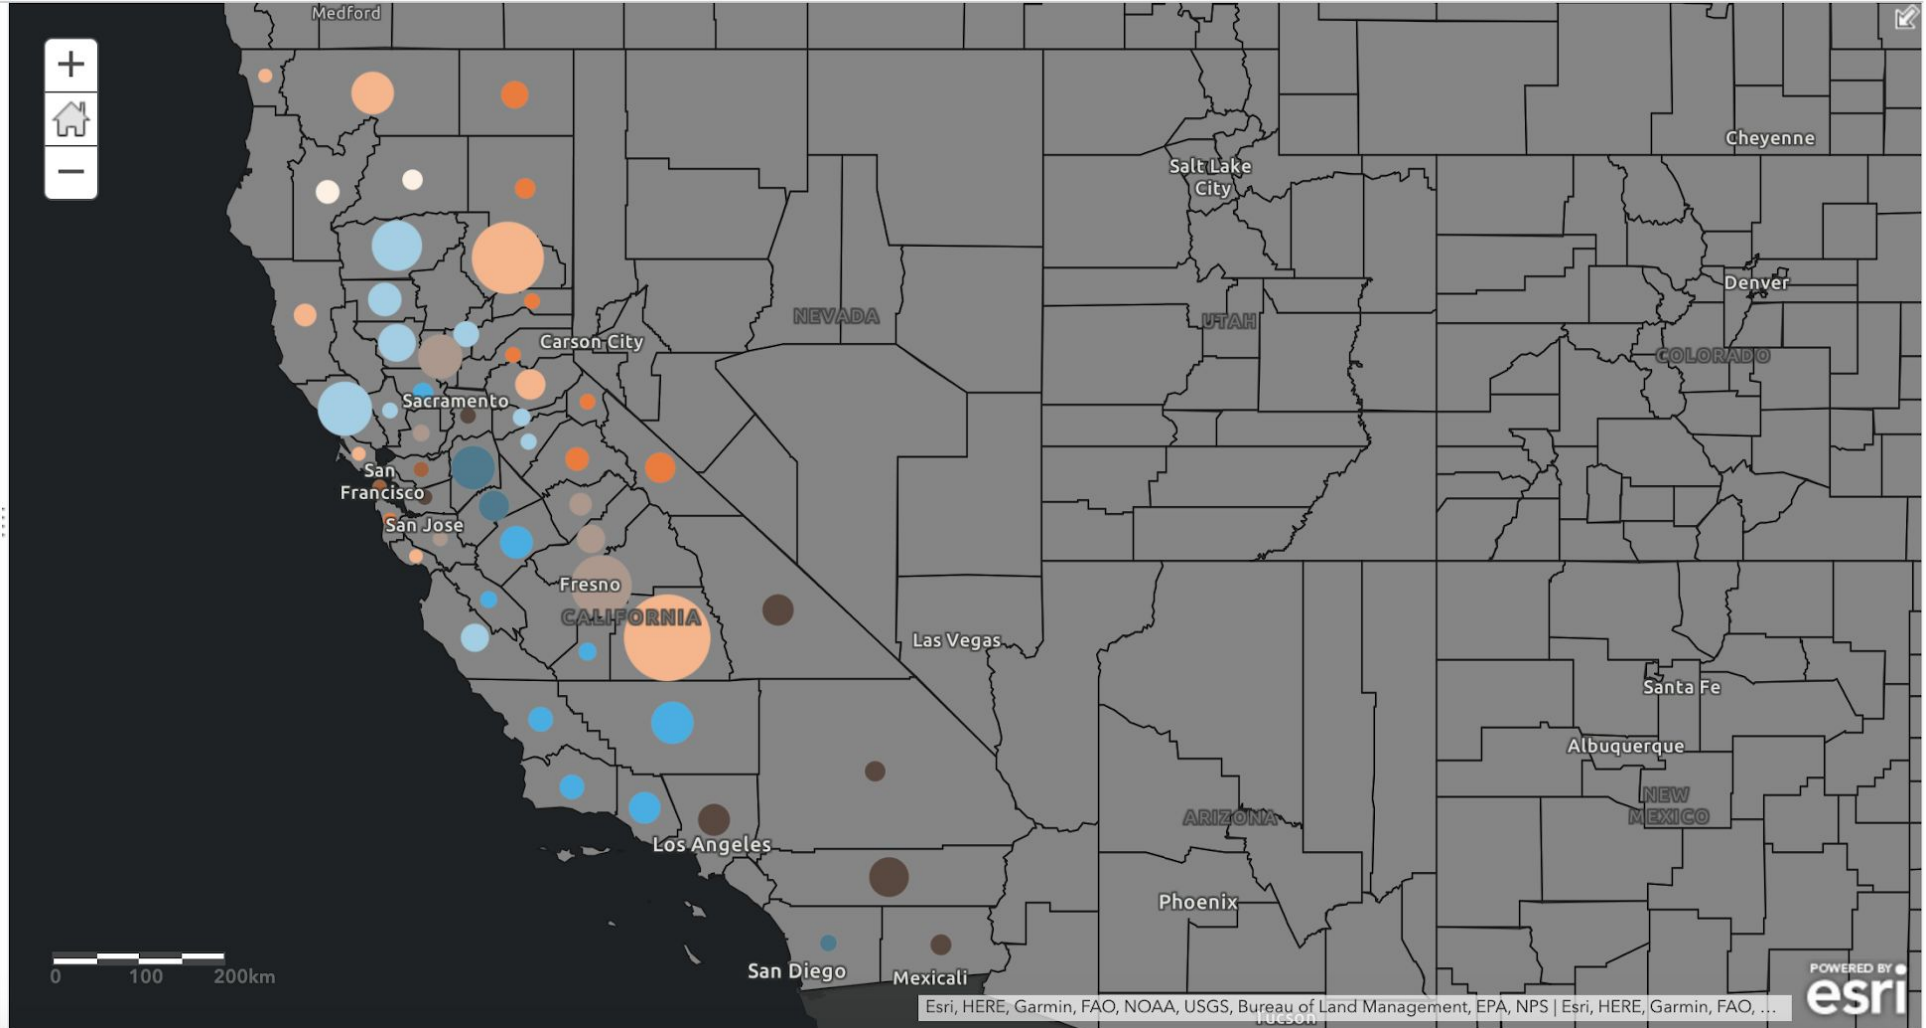 Medford
+
−
Cheyenne
Salt Lake
City
Denver
NEVADA
UTAH
Carson City
COLORADO
Sacramento
San
Francisco
San Jose
Fresno
CALIFORNIA
Las Vegas
Santa Fe
Albuquerque
NEW
MEXICO
ARIZONA
Los Angeles
Phoenix
San Diego
Mexicali
0 100 200km
POWERED BY
esri
Esri, HERE, Garmin, FAO, NOAA, USGS, Bureau of Land Management, EPA, NPS | Esri, HERE, Garmin, FAO, ...
Tucson